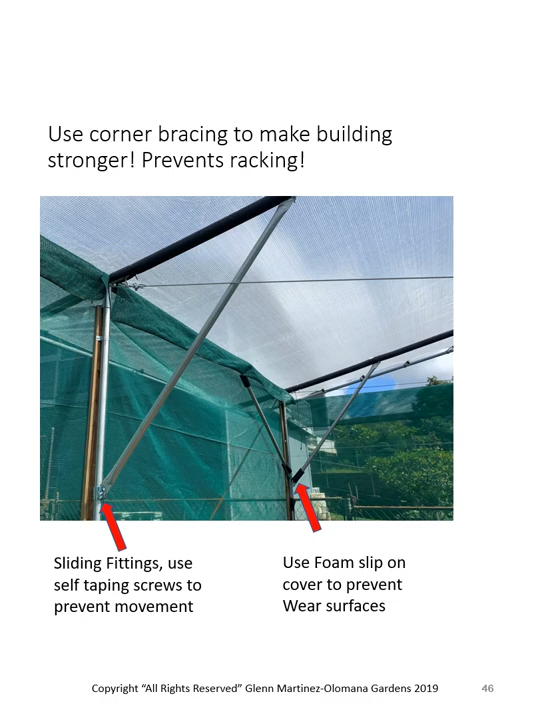 Use corner bracing to make building
stronger! Prevents racking!
Sliding Fittings, use
self taping screws to
prevent movement
Use Foam slip on
cover to prevent
Wear surfaces
Copyright “All Rights Reserved” Glenn Martinez-Olomana Gardens 2019
46